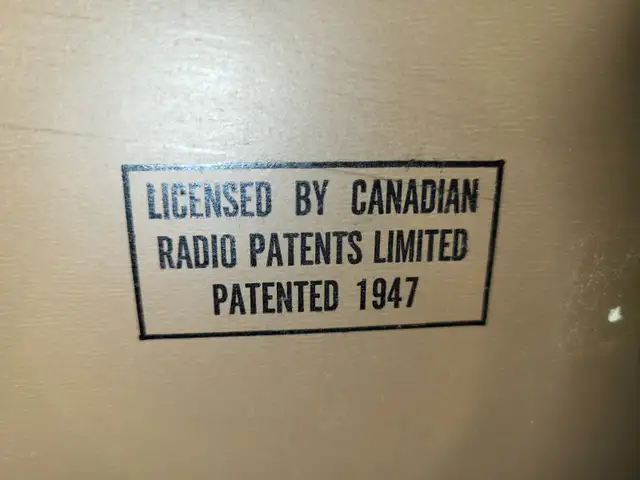 LICENSED BY CANADIAN
RADIO PATENTS LIMITED
PATENTED 1947